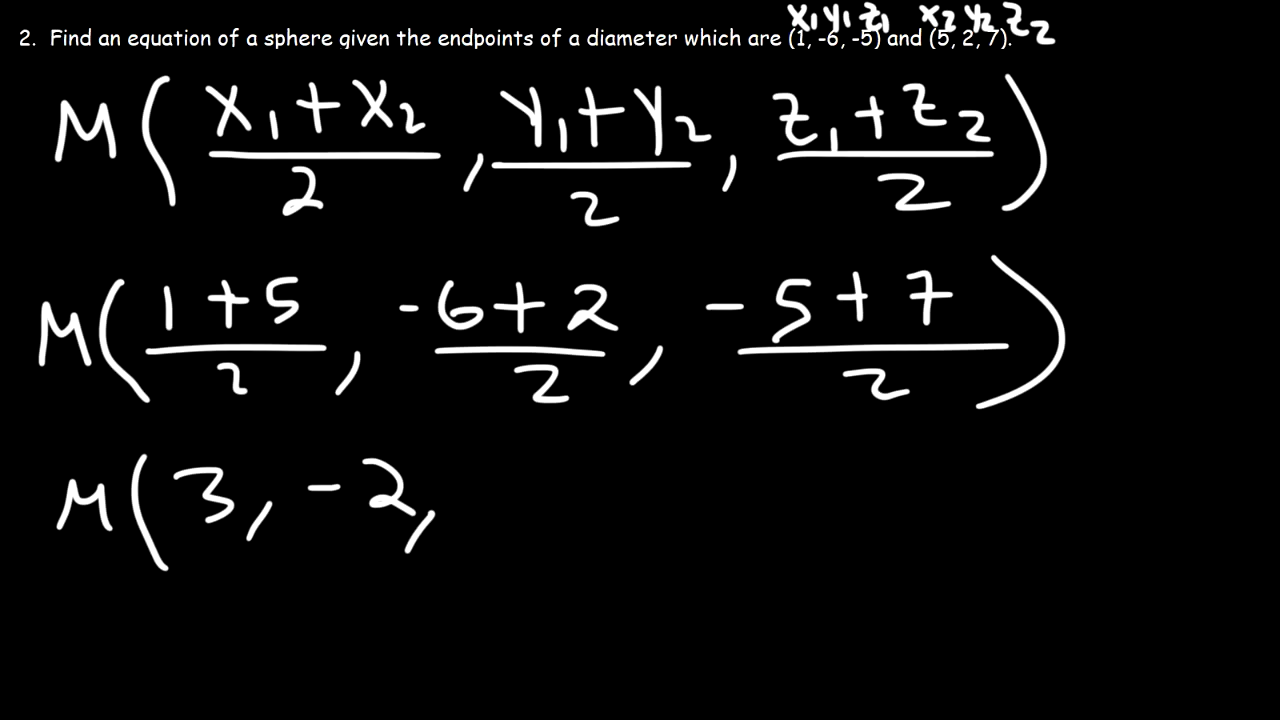 x₁ y₁ z₁ x₂ y₂ z₂
2. Find an equation of a sphere given the endpoints of a diameter which are (1, -6, -5) and (5, 2, 7).
M( (x₁+x₂)/2 , (y₁+y₂)/2 , (z₁+z₂)/2 )
M( (1+5)/2 , (-6+2)/2 , (-5+7)/2 )
M(3, -2,